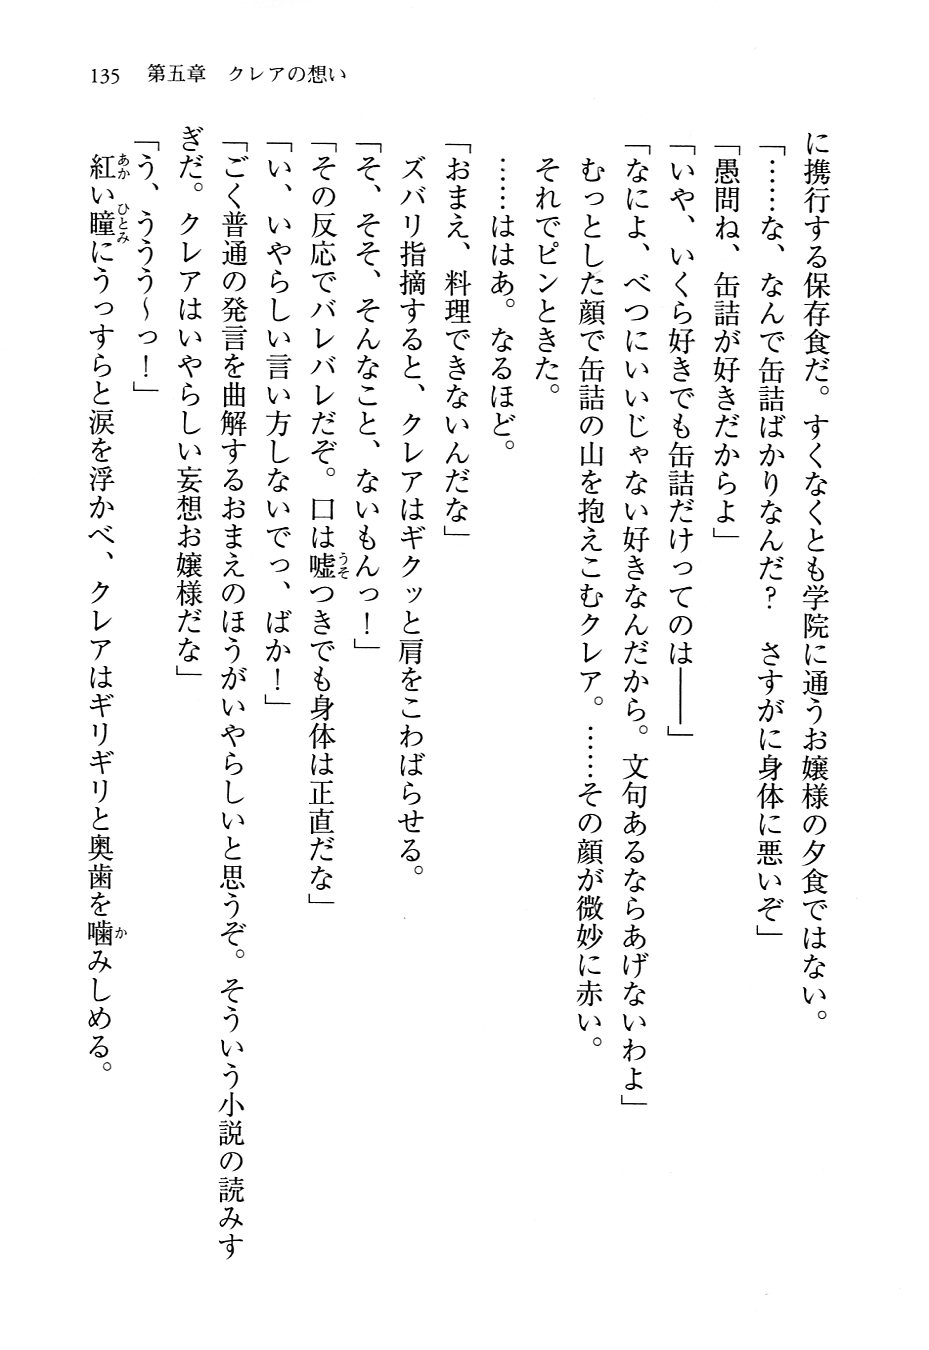 135　第五章　クレアの想い
に携行する保存食だ。すくなくとも学院に通うお嬢様の夕食ではない。
「……な、なんで缶詰ばかりなんだ？　さすがに身体に悪いぞ」
「愚問ね、缶詰が好きだからよ」
「いや、いくら好きでも缶詰だけってのは――」
「なによ、べつにいいじゃない好きなんだから。文句あるならあげないわよ」
　むっとした顔で缶詰の山を抱えこむクレア。……その顔が微妙に赤い。
　それでピンときた。
　……ははあ。なるほど。
「おまえ、料理できないんだな」
　ズバリ指摘すると、クレアはギクッと肩をこわばらせる。
「そ、そそ、そんなこと、ないもんっ！」
「その反応でバレバレだぞ。口は嘘うそつきでも身体は正直だな」
「い、いやらしい言い方しないでっ、ばか！」
「ごく普通の発言を曲解するおまえのほうがいやらしいと思うぞ。そういう小説の読みす
ぎだ。クレアはいやらしい妄想お嬢様だな」
「う、ううう～っ！」
　紅あかい瞳ひとみにうっすらと涙を浮かべ、クレアはギリギリと奥歯を噛かみしめる。